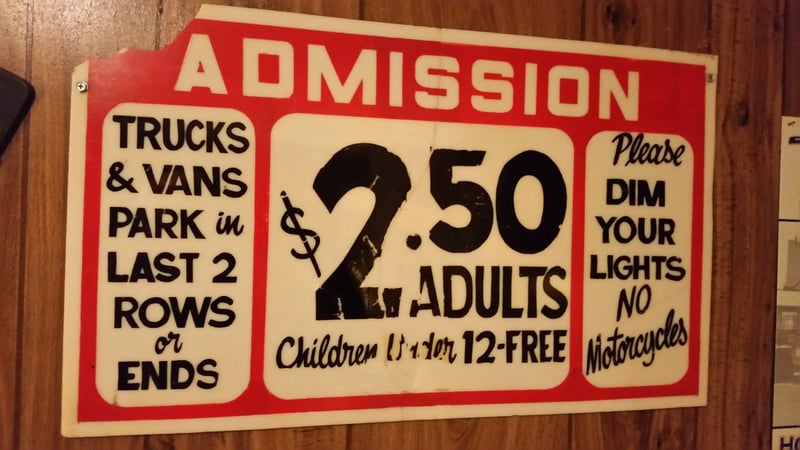 ADMISSION
TRUCKS
& VANS
PARK in
LAST 2
ROWS
or
ENDS
$2.50
ADULTS
Children Under 12-FREE
Please
DIM
YOUR
LIGHTS
NO
Motorcycles